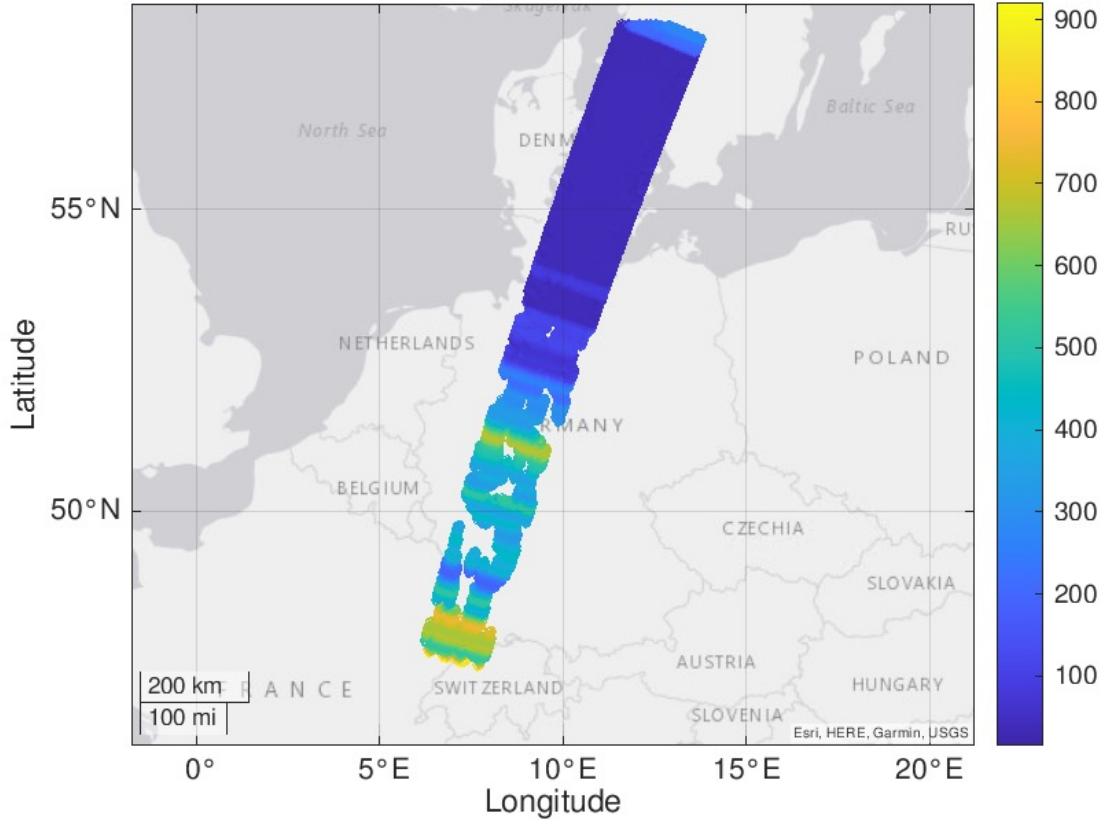 Skagerrak
North Sea
Baltic Sea
DENM
55°N
RU
NETHERLANDS
POLAND
RMANY
BELGIUM
50°N
CZECHIA
SLOVAKIA
AUSTRIA
200 km
FRANCE
SWITZERLAND
HUNGARY
100 mi
SLOVENIA
Esri, HERE, Garmin, USGS
0°
5°E
10°E
15°E
20°E
Longitude
Latitude
900
800
700
600
500
400
300
200
100